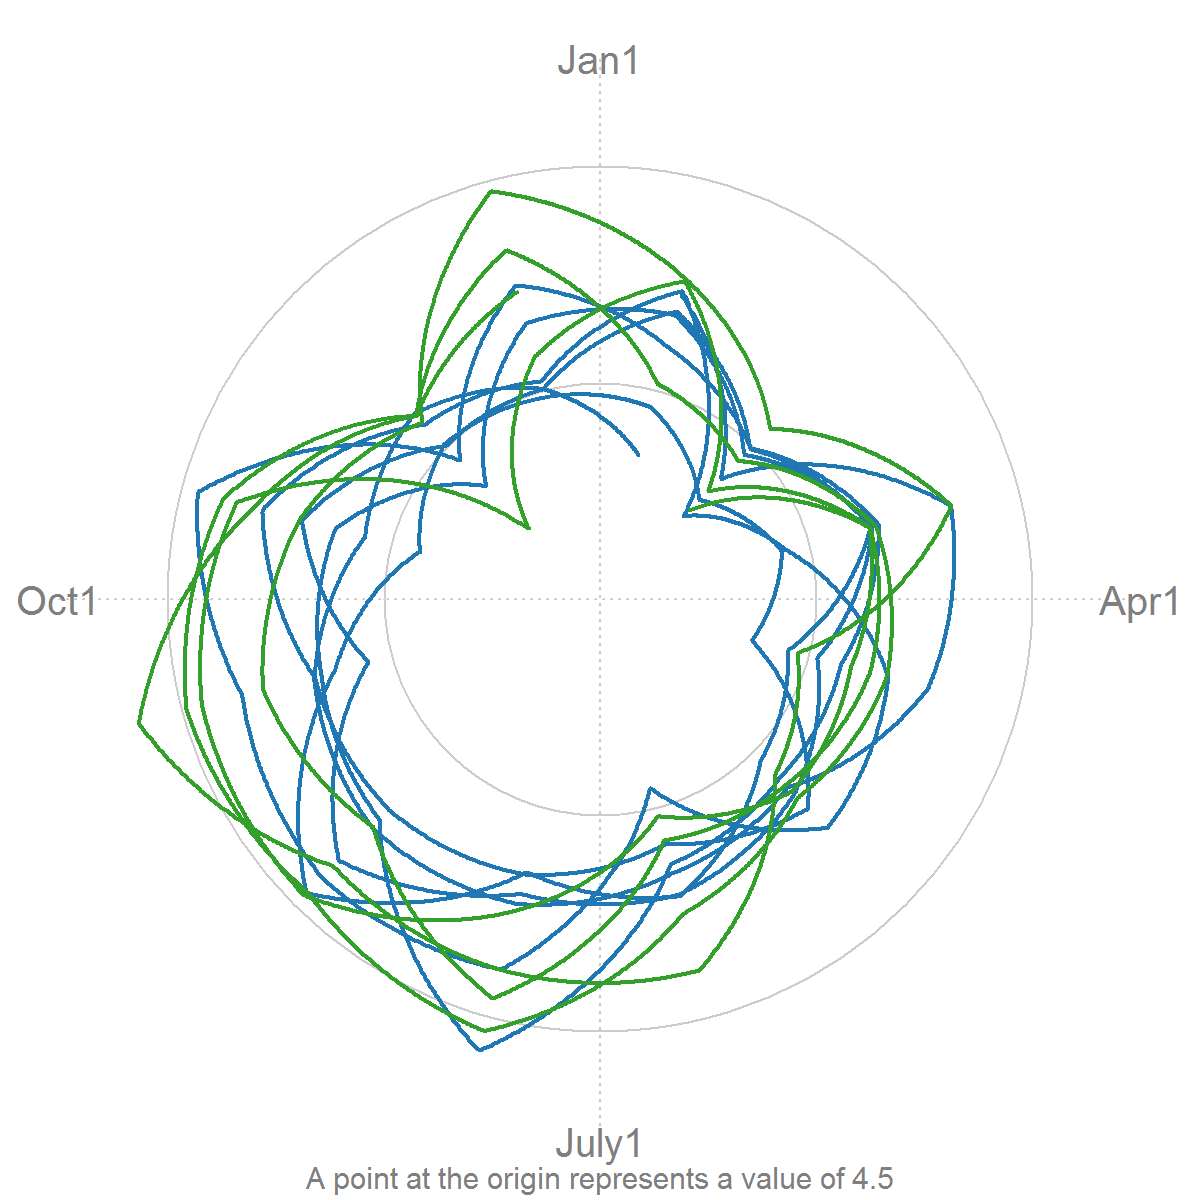 Jan1
Oct1
Apr1
July1
A point at the origin represents a value of 4.5